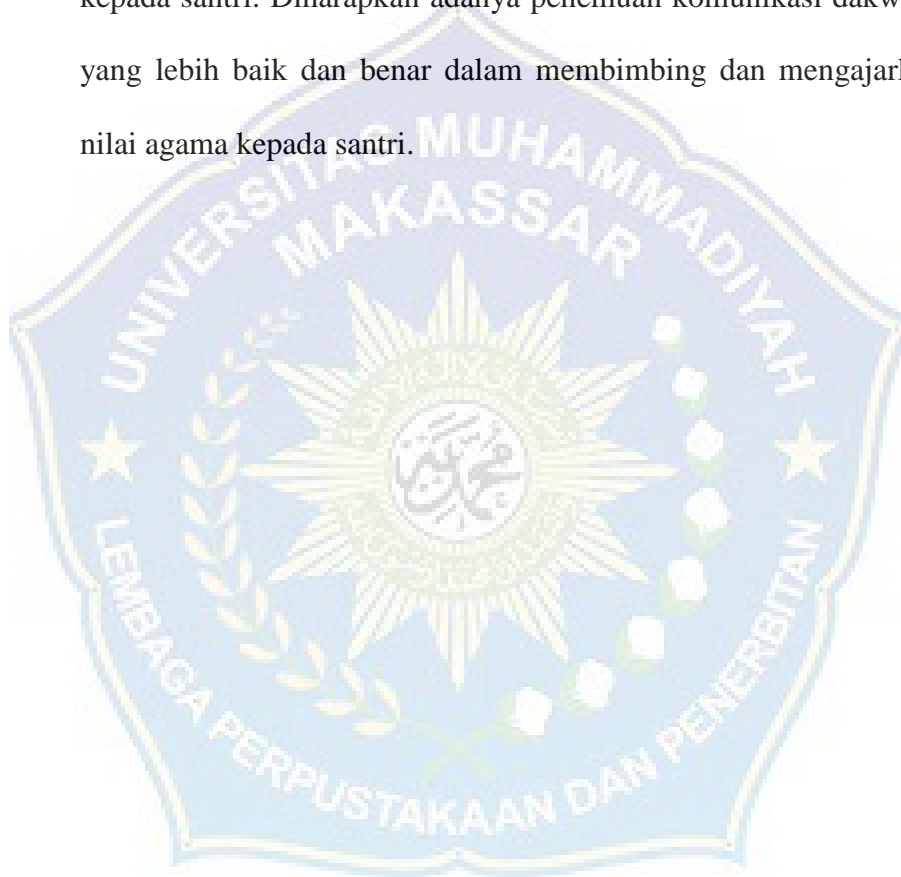 kepada santri. Diharapkan adanya penemuan komunikasi dakw
yang lebih baik dan benar dalam membimbing dan mengajarl
nilai agama kepada santri.
UNIVERSITAS MUHAMMADIYAH
MAKASSAR
LEMBAGA PERPUSTAKAAN DAN PENERBITAN